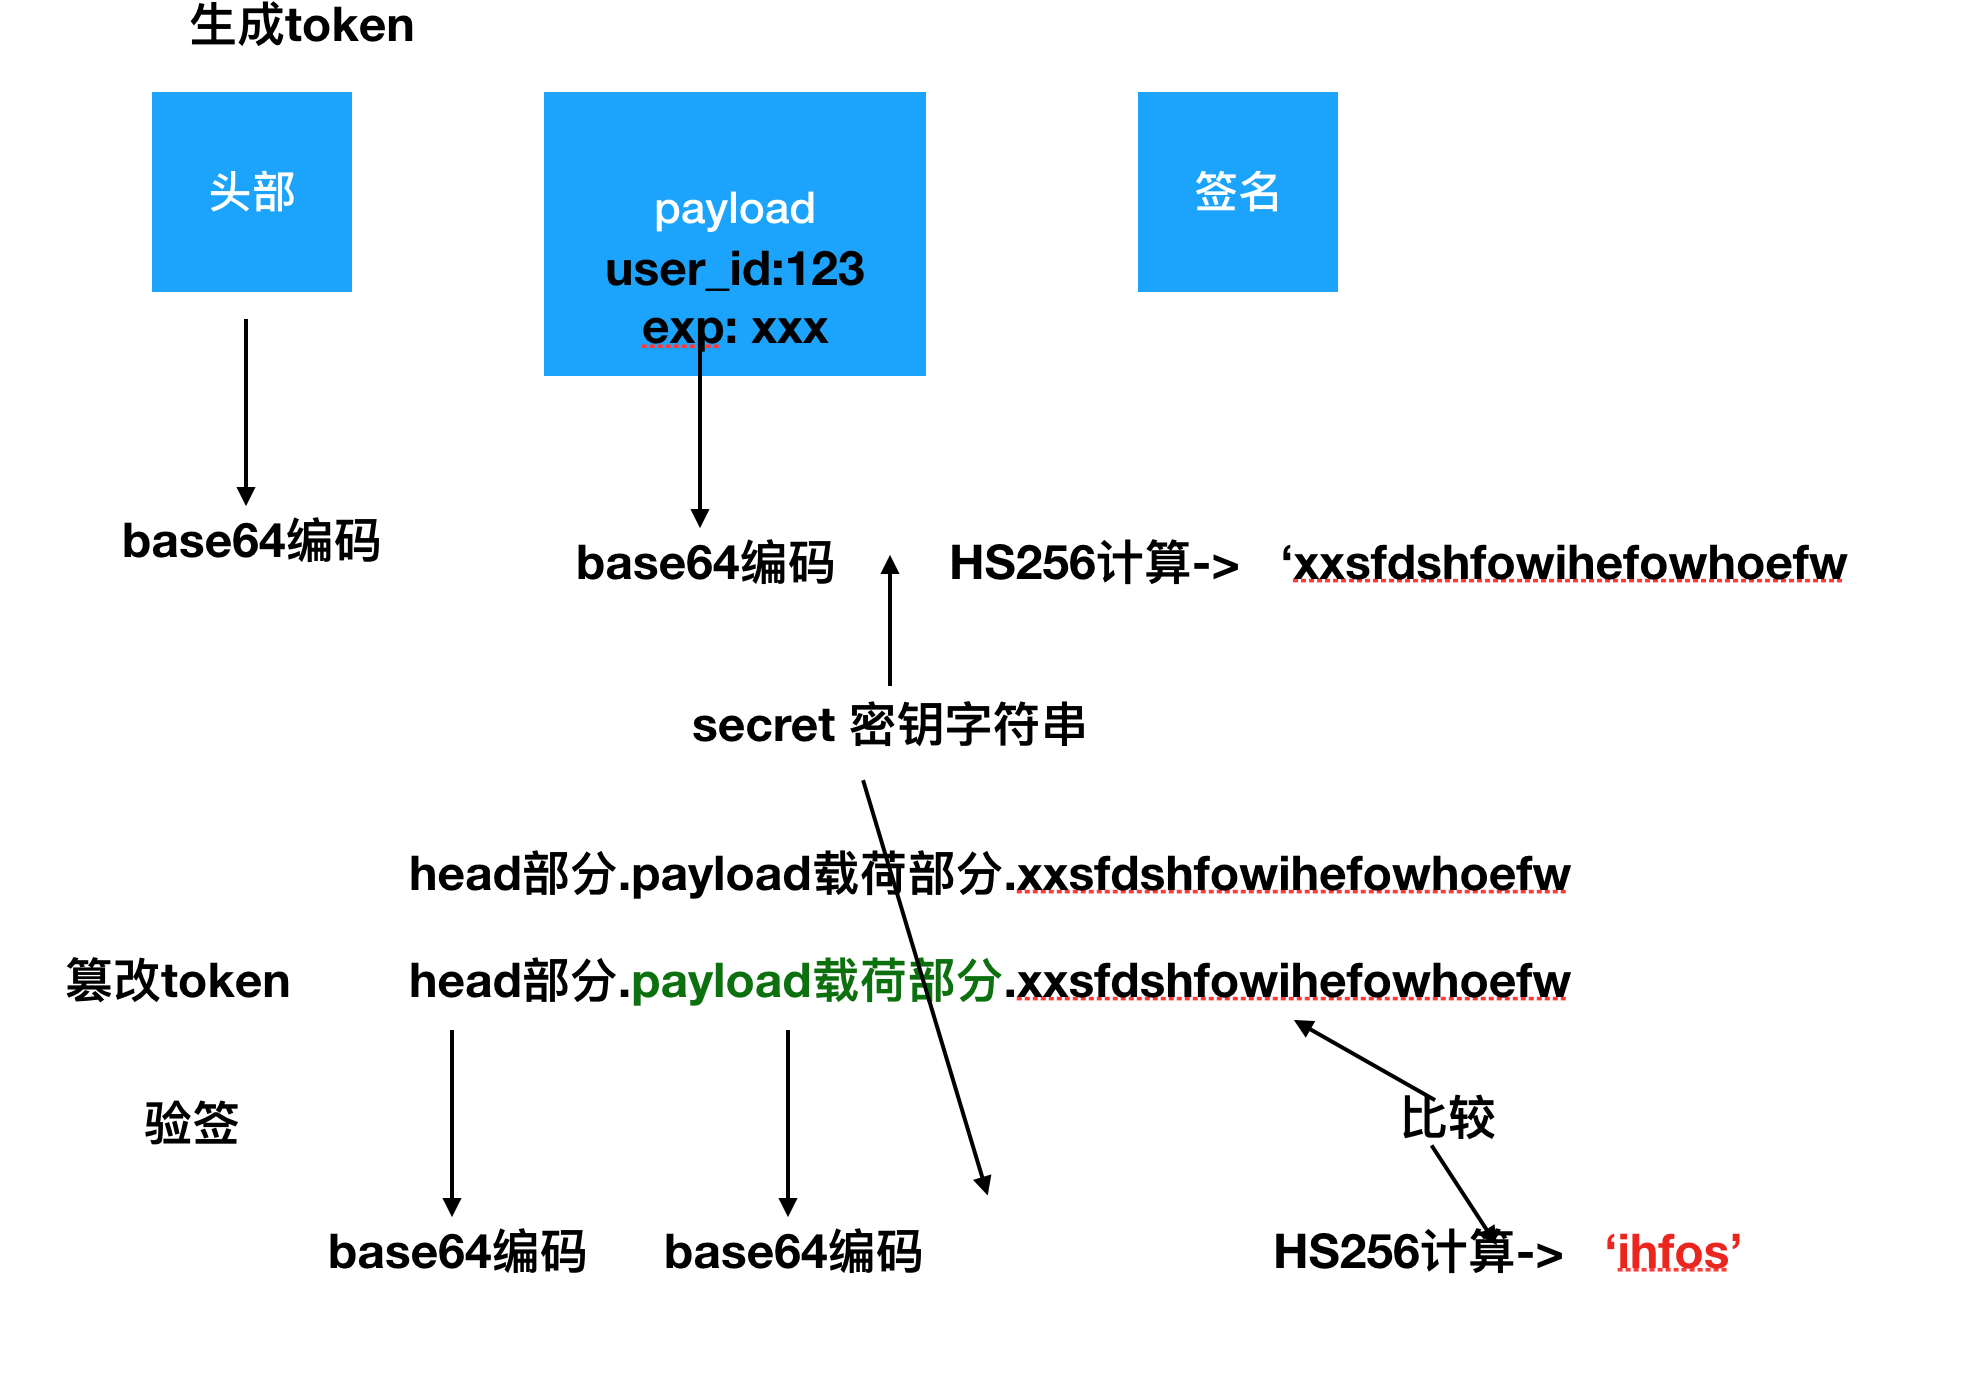 生成token
头部
payload
user_id:123
exp: xxx
签名
base64编码
base64编码
HS256计算-> ‘xxsfdshfowihefowhoefw
secret 密钥字符串
head部分.payload载荷部分.xxsfdshfowihefowhoefw
篡改token head部分.payload载荷部分.xxsfdshfowihefowhoefw
验签
比较
base64编码 base64编码 HS256计算-> ‘ihfos’